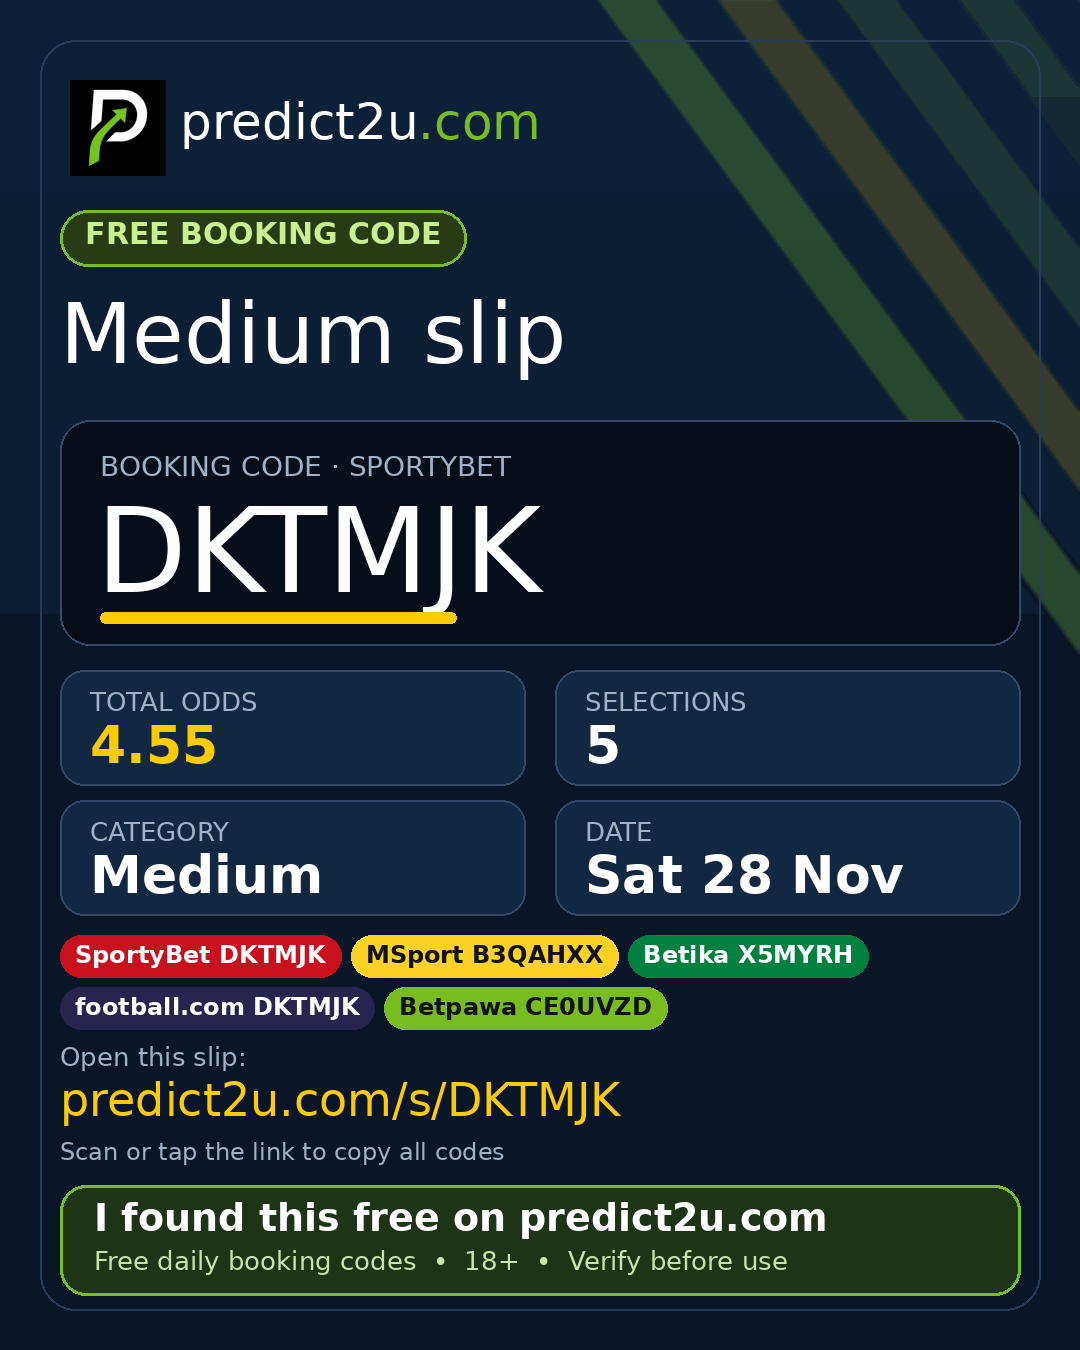 predict2u.com
FREE BOOKING CODE
Medium slip
BOOKING CODE · SPORTYBET
DKTMJK
TOTAL ODDS
4.55
SELECTIONS
5
CATEGORY
Medium
DATE
Sat 28 Nov
SportyBet DKTMJK
MSport B3QAHXX
Betika X5MYRH
football.com DKTMJK
Betpawa CE0UVZD
Open this slip:
predict2u.com/s/DKTMJK
Scan or tap the link to copy all codes
I found this free on predict2u.com
Free daily booking codes • 18+ • Verify before use